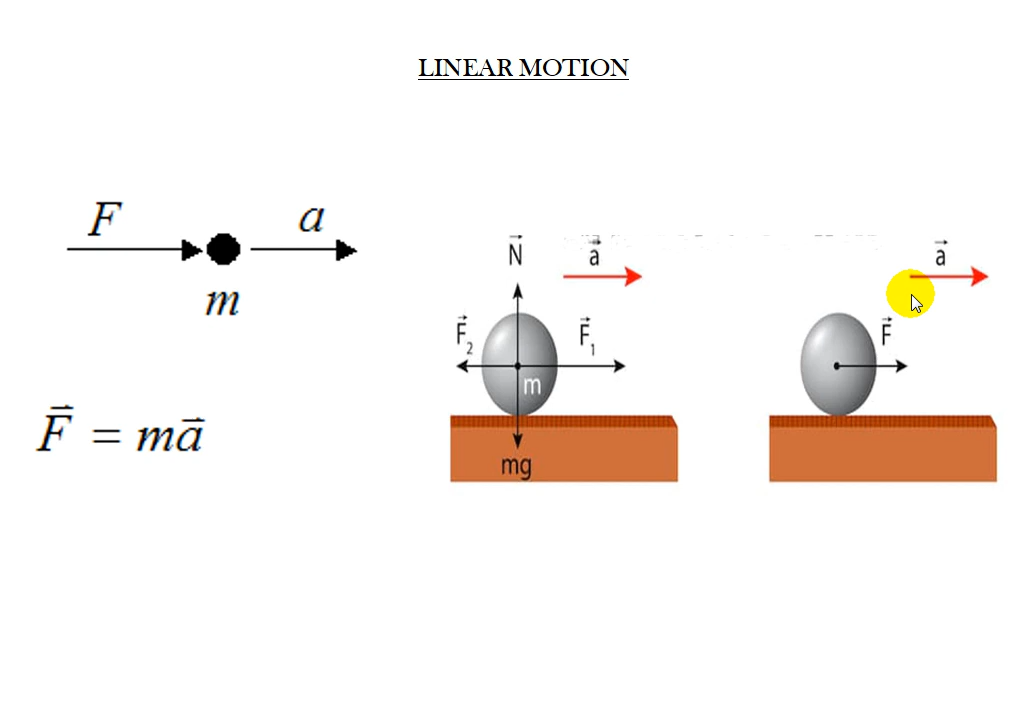 LINEAR MOTION
F
a
m
F⃗ = ma⃗
N⃗
a⃗
F⃗₂
F⃗₁
m
mg
a⃗
F⃗